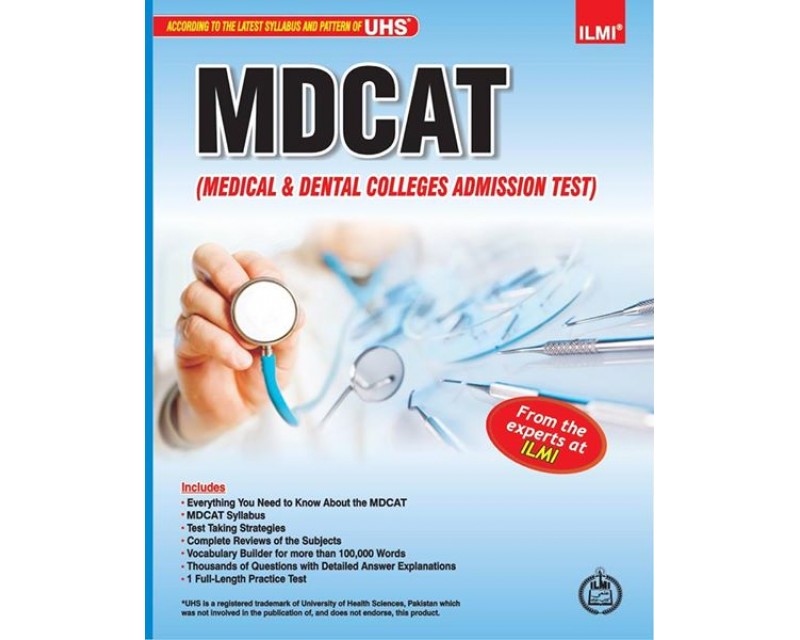 ACCORDING TO THE LATEST SYLLABUS AND PATTERN OF UHS*
ILMI®
MDCAT
(MEDICAL & DENTAL COLLEGES ADMISSION TEST)
From the
experts at
ILMI
Includes
• Everything You Need to Know About the MDCAT
• MDCAT Syllabus
• Test Taking Strategies
• Complete Reviews of the Subjects
• Vocabulary Builder for more than 100,000 Words
• Thousands of Questions with Detailed Answer Explanations
• 1 Full-Length Practice Test
*UHS is a registered trademark of University of Health Sciences, Pakistan which
was not involved in the publication of, and does not endorse, this product.
ILMI